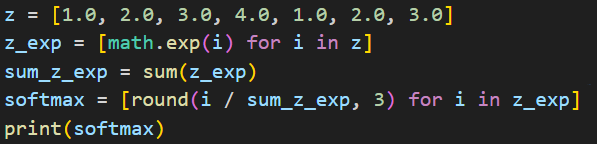 z = [1.0, 2.0, 3.0, 4.0, 1.0, 2.0, 3.0]
z_exp = [math.exp(i) for i in z]
sum_z_exp = sum(z_exp)
softmax = [round(i / sum_z_exp, 3) for i in z_exp]
print(softmax)